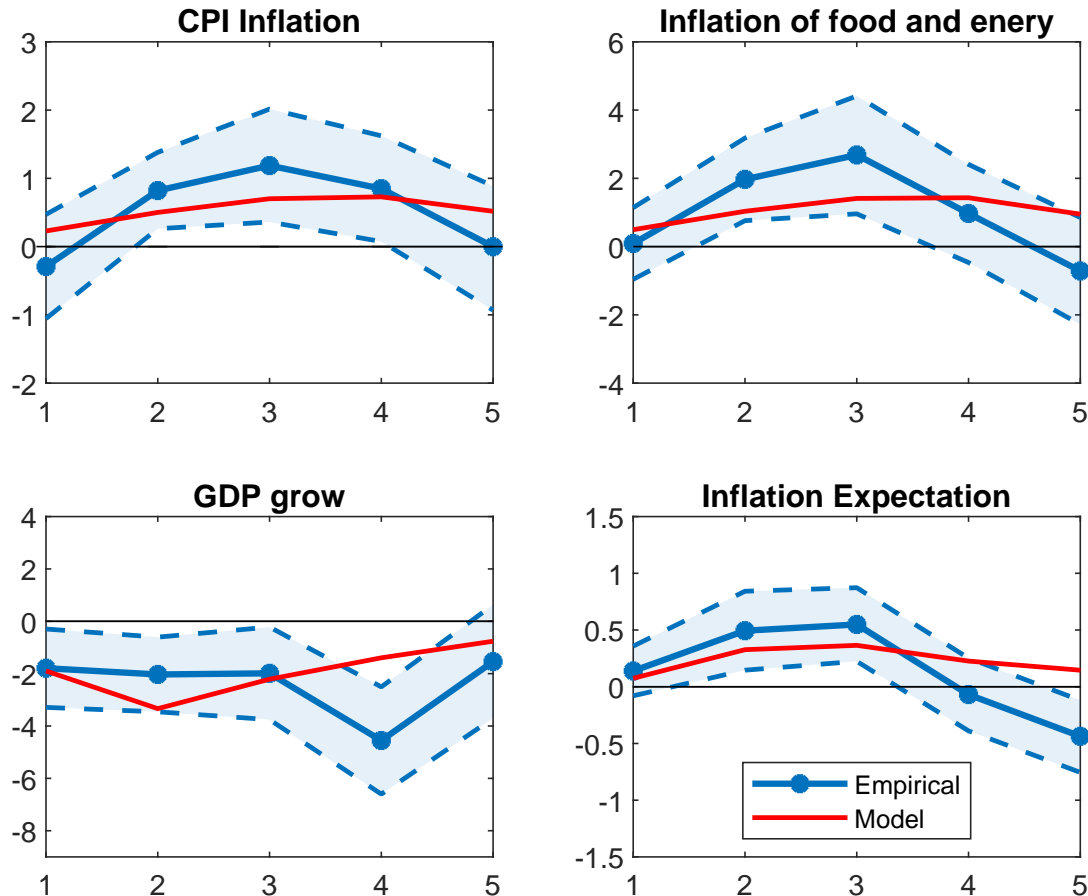 CPI Inflation
3
2
1
0
-1
-2
1 2 3 4 5
Inflation of food and enery
6
4
2
0
-2
-4
1 2 3 4 5
GDP grow
4
2
0
-2
-4
-6
-8
1 2 3 4 5
Inflation Expectation
1.5
1
0.5
0
-0.5
-1
-1.5
Empirical
Model
1 2 3 4 5